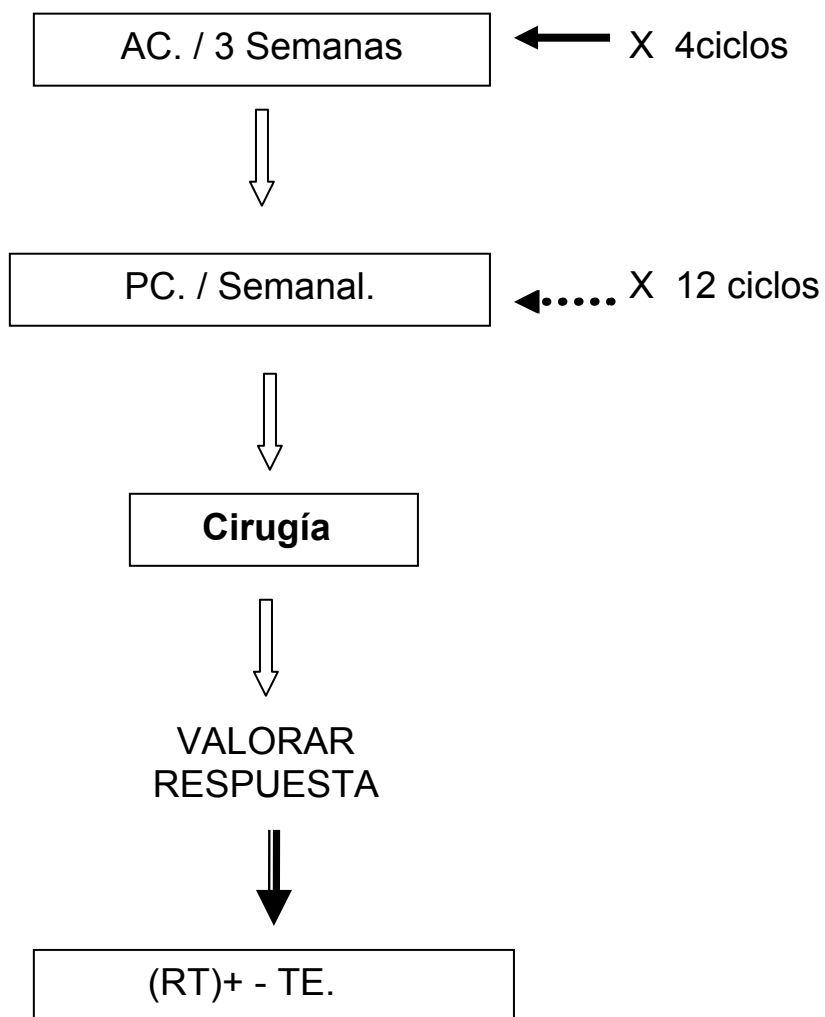 AC. / 3 Semanas
X 4ciclos
PC. / Semanal.
X 12 ciclos
Cirugía
VALORAR
RESPUESTA
(RT)+ - TE.